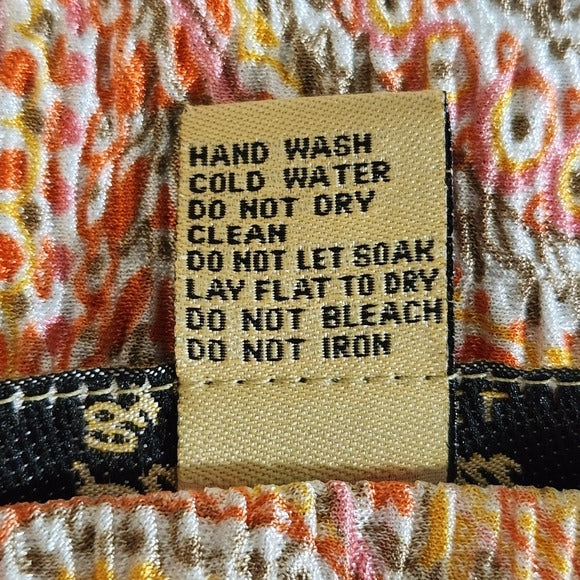 HAND WASH
COLD WATER
DO NOT DRY
CLEAN
DO NOT LET SOAK
LAY FLAT TO DRY
DO NOT BLEACH
DO NOT IRON